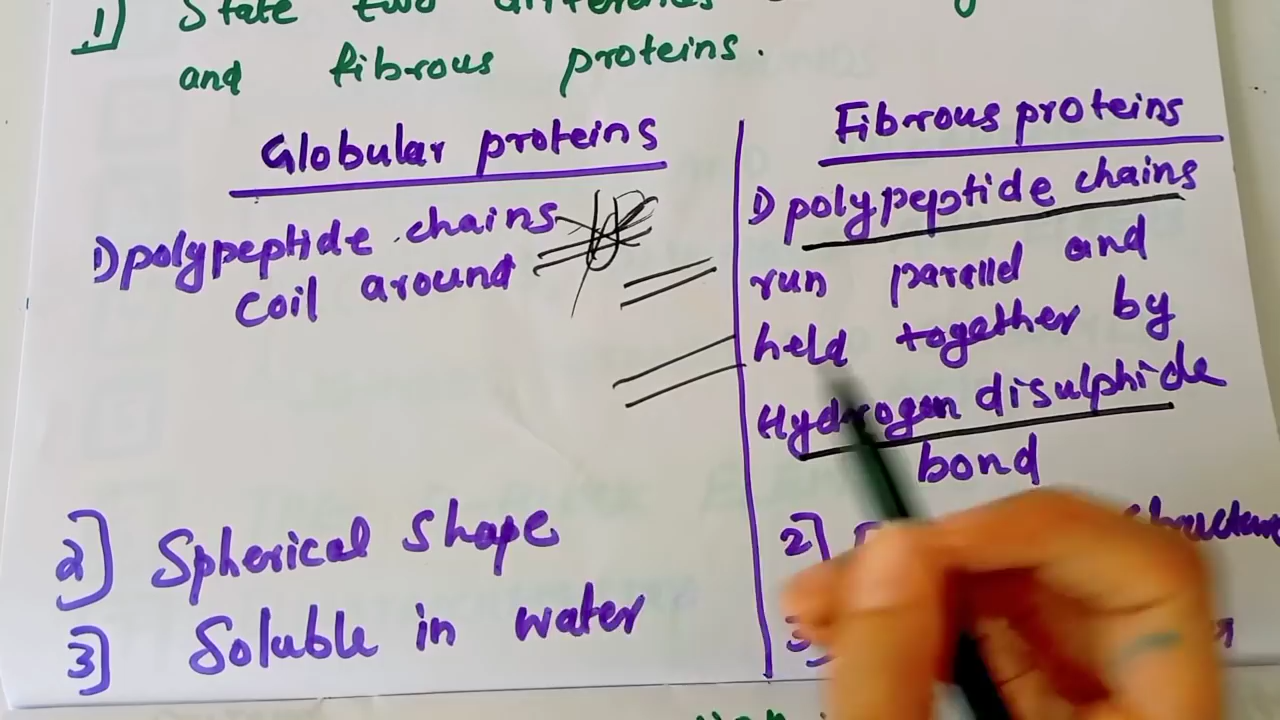 1] State two differences
and fibrous proteins.
Globular proteins
1) polypeptide chains
coil around
2] Spherical shape
3] Soluble in water
Fibrous proteins
1) polypeptide chains
run parallel and
held together by
Hydrogen disulphide
bond
2]
3]